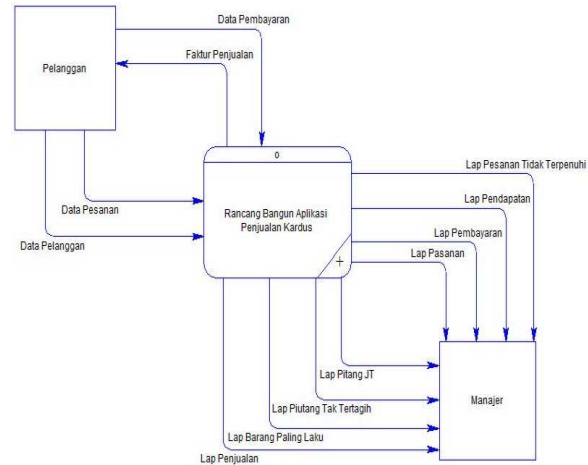 Data Pembayaran
Faktur Penjualan
Pelanggan
0
Lap Pesanan Tidak Terpenuhi
Lap Pendapatan
Data Pesanan
Rancang Bangun Aplikasi
Penjualan Kardus
Lap Pembayaran
Data Pelanggan
Lap Pasanan
+
Lap Pitang JT
Lap Piutang Tak Tertagih
Manajer
Lap Barang Paling Laku
Lap Penjualan